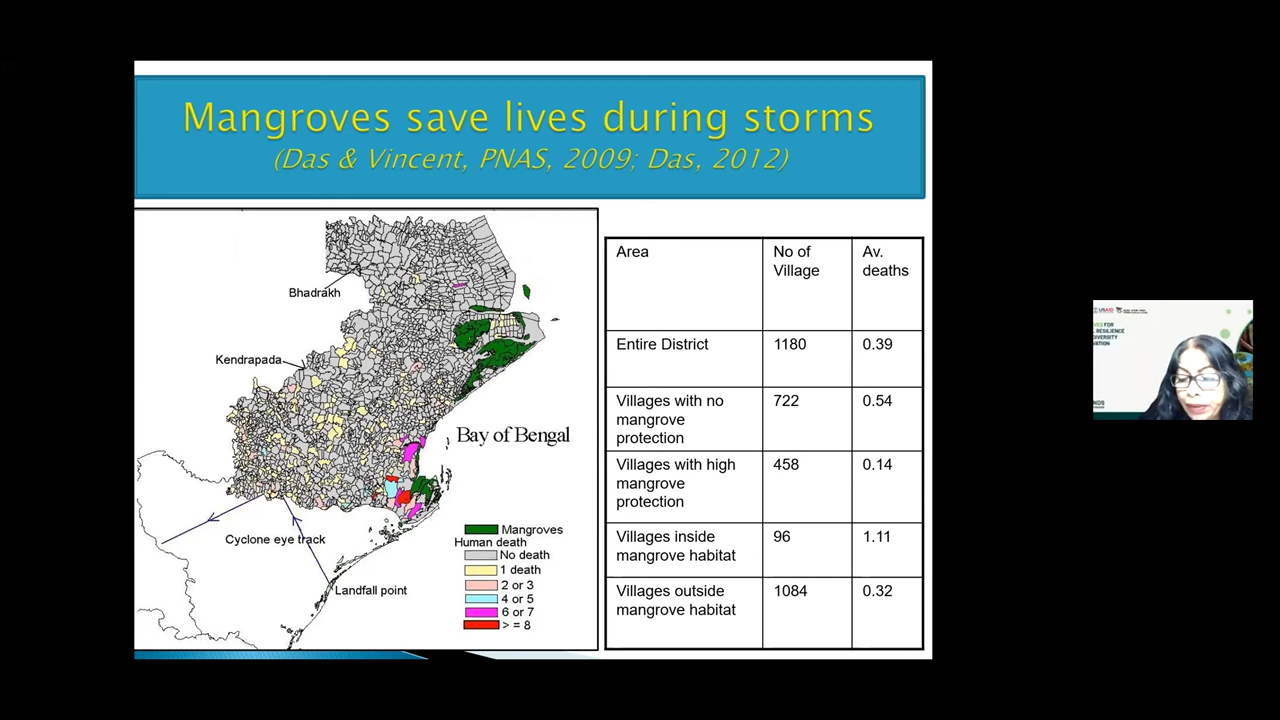 Mangroves save lives during storms
(Das & Vincent, PNAS, 2009; Das, 2012)
Bhadrakh
Kendrapada
Bay of Bengal
Cyclone eye track
Landfall point
Mangroves
Human death
No death
1 death
2 or 3
4 or 5
6 or 7
> = 8
Area
No of
Village
Av.
deaths
Entire District
1180
0.39
Villages with no
mangrove
protection
722
0.54
Villages with high
mangrove
protection
458
0.14
Villages inside
mangrove habitat
96
1.11
Villages outside
mangrove habitat
1084
0.32
USAID
FOR
RESILIENCE